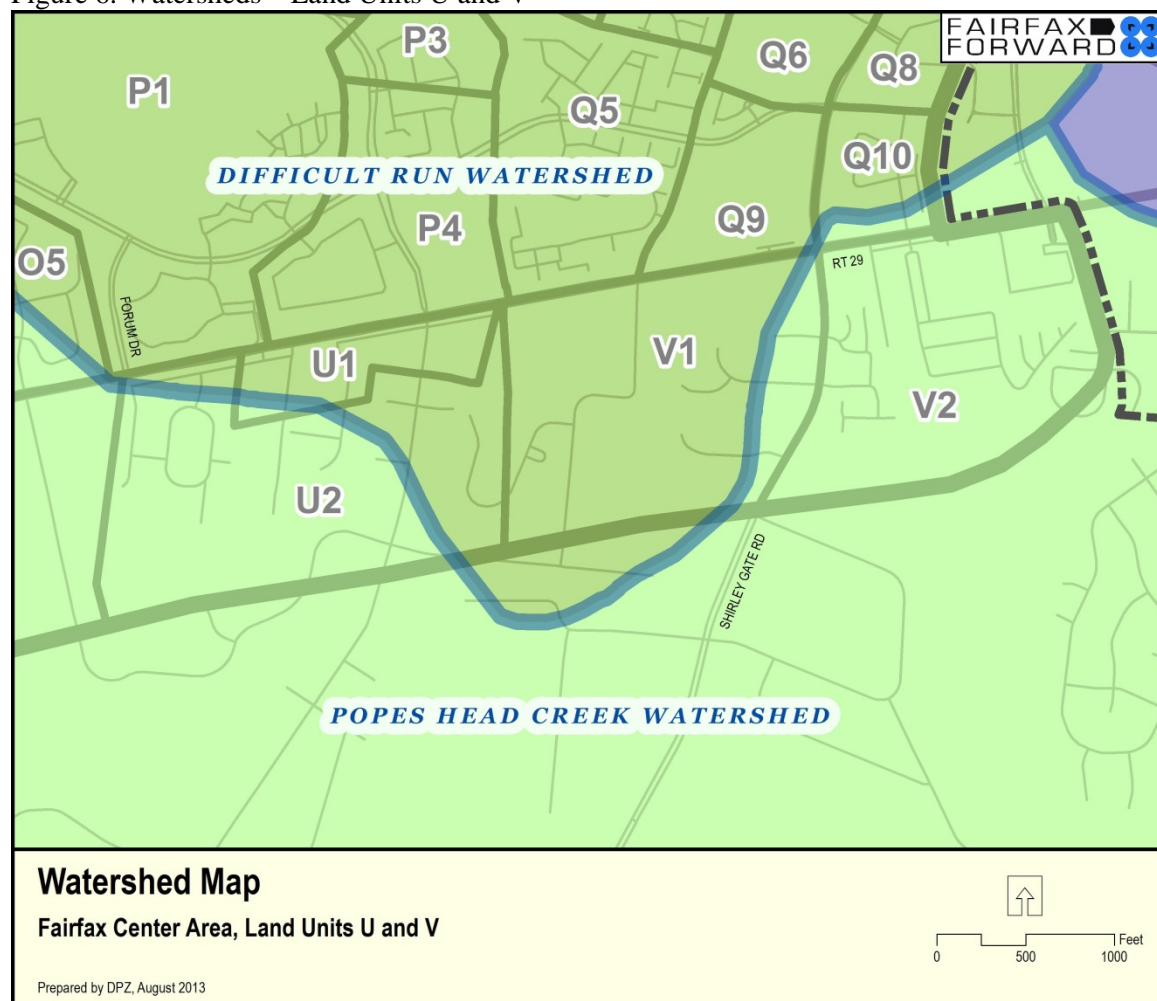 Figure 8: Watersheds – Land Units U and V
FAIRFAX
FORWARD
P3
Q6
Q8
P1
Q5
Q10
DIFFICULT RUN WATERSHED
P4
Q9
O5
RT 29
FORUM DR
V1
U1
V2
U2
SHIRLEY GATE RD
POPES HEAD CREEK WATERSHED
Watershed Map
Fairfax Center Area, Land Units U and V
Feet
0 500 1000
Prepared by DPZ, August 2013